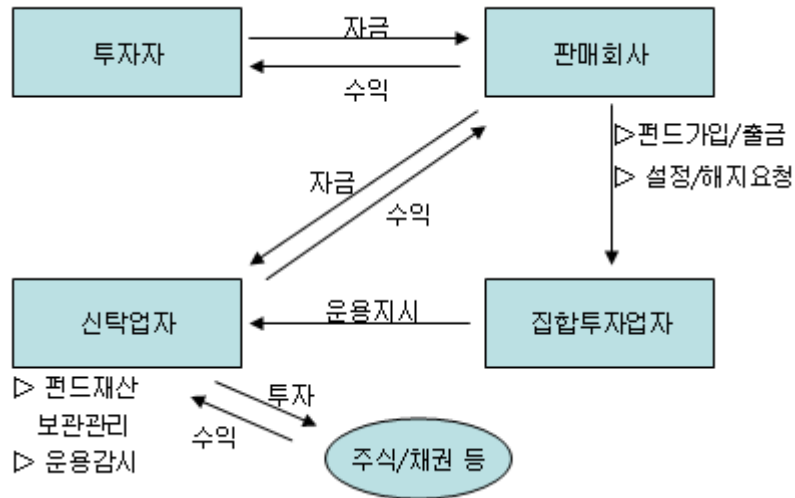 자금
투자자
판매회사
수익
▷펀드가입/출금
▷ 설정/해지요청
자금
수익
신탁업자
운용지시
집합투자업자
▷ 펀드재산
보관관리
▷ 운용감시
투자
수익
주식/채권 등